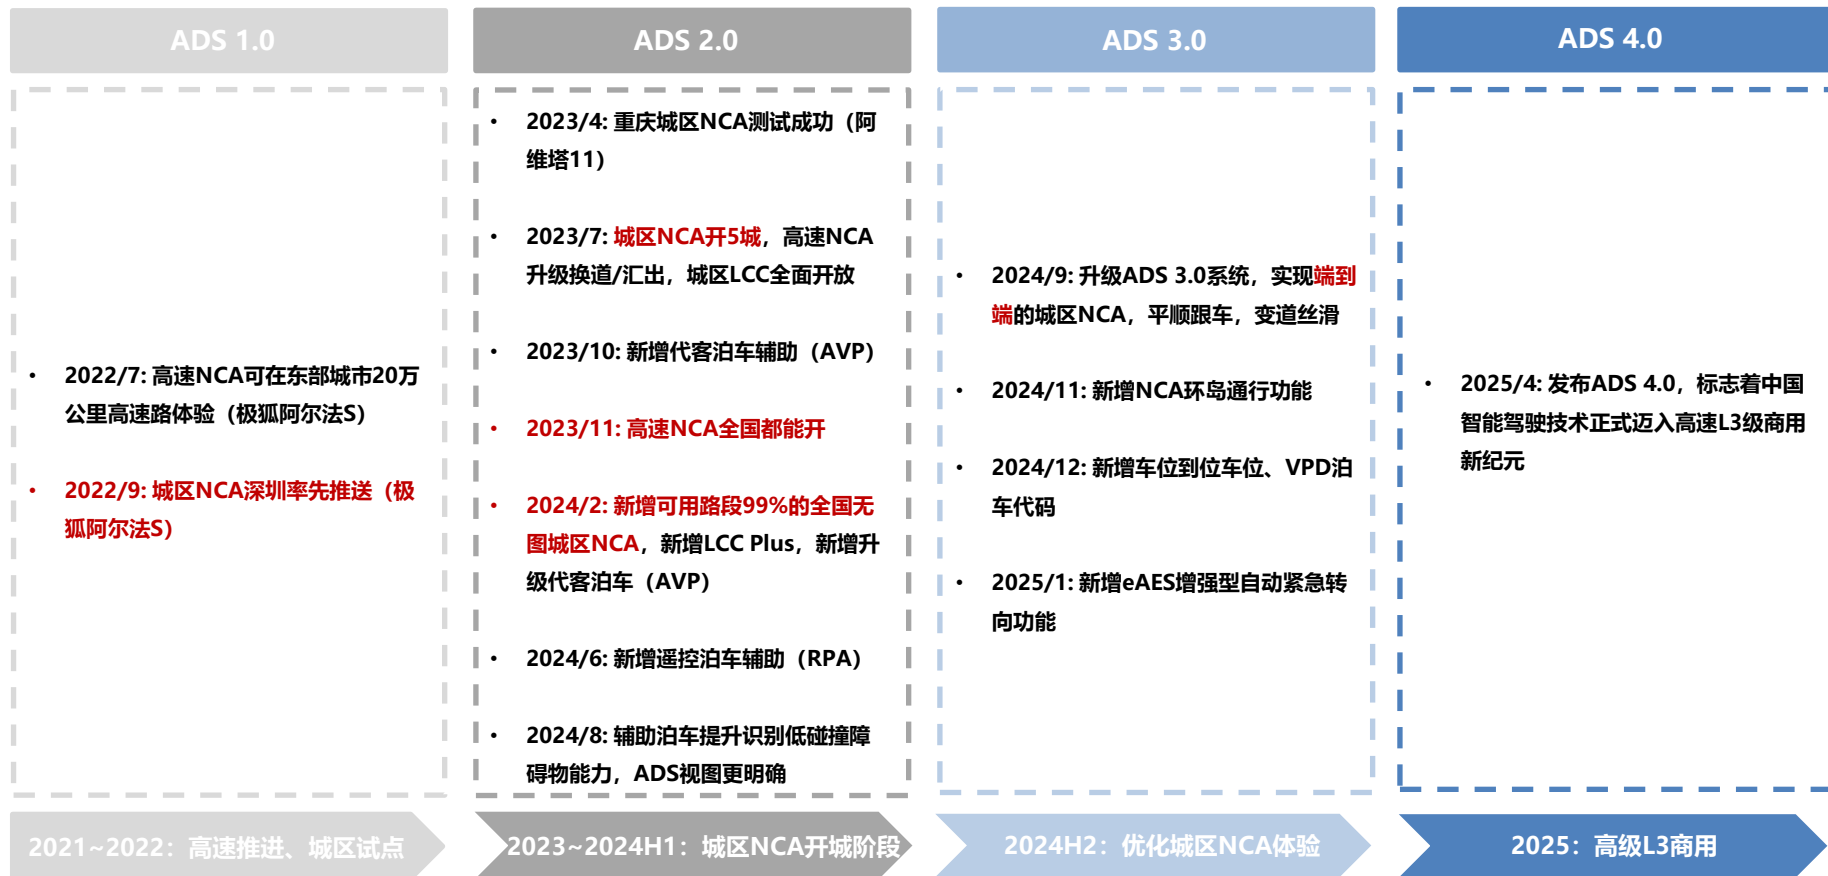 ADS 1.0
2022/7: 高速NCA可在东部城市20万
公里高速路体验（极狐阿尔法S）
2022/9: 城区NCA深圳率先推送（极
狐阿尔法S）
2021~2022：高速推进、城区试点
ADS 2.0
2023/4: 重庆城区NCA测试成功（阿
维塔11）
2023/7: 城区NCA开5城，高速NCA
升级换道/汇出，城区LCC全面开放
2023/10: 新增代客泊车辅助（AVP）
2023/11: 高速NCA全国都能开
2024/2: 新增可用路段99%的全国无
图城区NCA，新增LCC Plus，新增升
级代客泊车（AVP）
2024/6: 新增遥控泊车辅助（RPA）
2024/8: 辅助泊车提升识别低碰撞障
碍物能力，ADS视图更明确
2023~2024H1：城区NCA开城阶段
ADS 3.0
2024/9: 升级ADS 3.0系统，实现端到
端的城区NCA，平顺跟车，变道丝滑
2024/11: 新增NCA环岛通行功能
2024/12: 新增车位到位车位、VPD泊
车代码
2025/1: 新增eAES增强型自动紧急转
向功能
2024H2：优化城区NCA体验
ADS 4.0
2025/4: 发布ADS 4.0，标志着中国
智能驾驶技术正式迈入高速L3级商用
新纪元
2025：高级L3商用